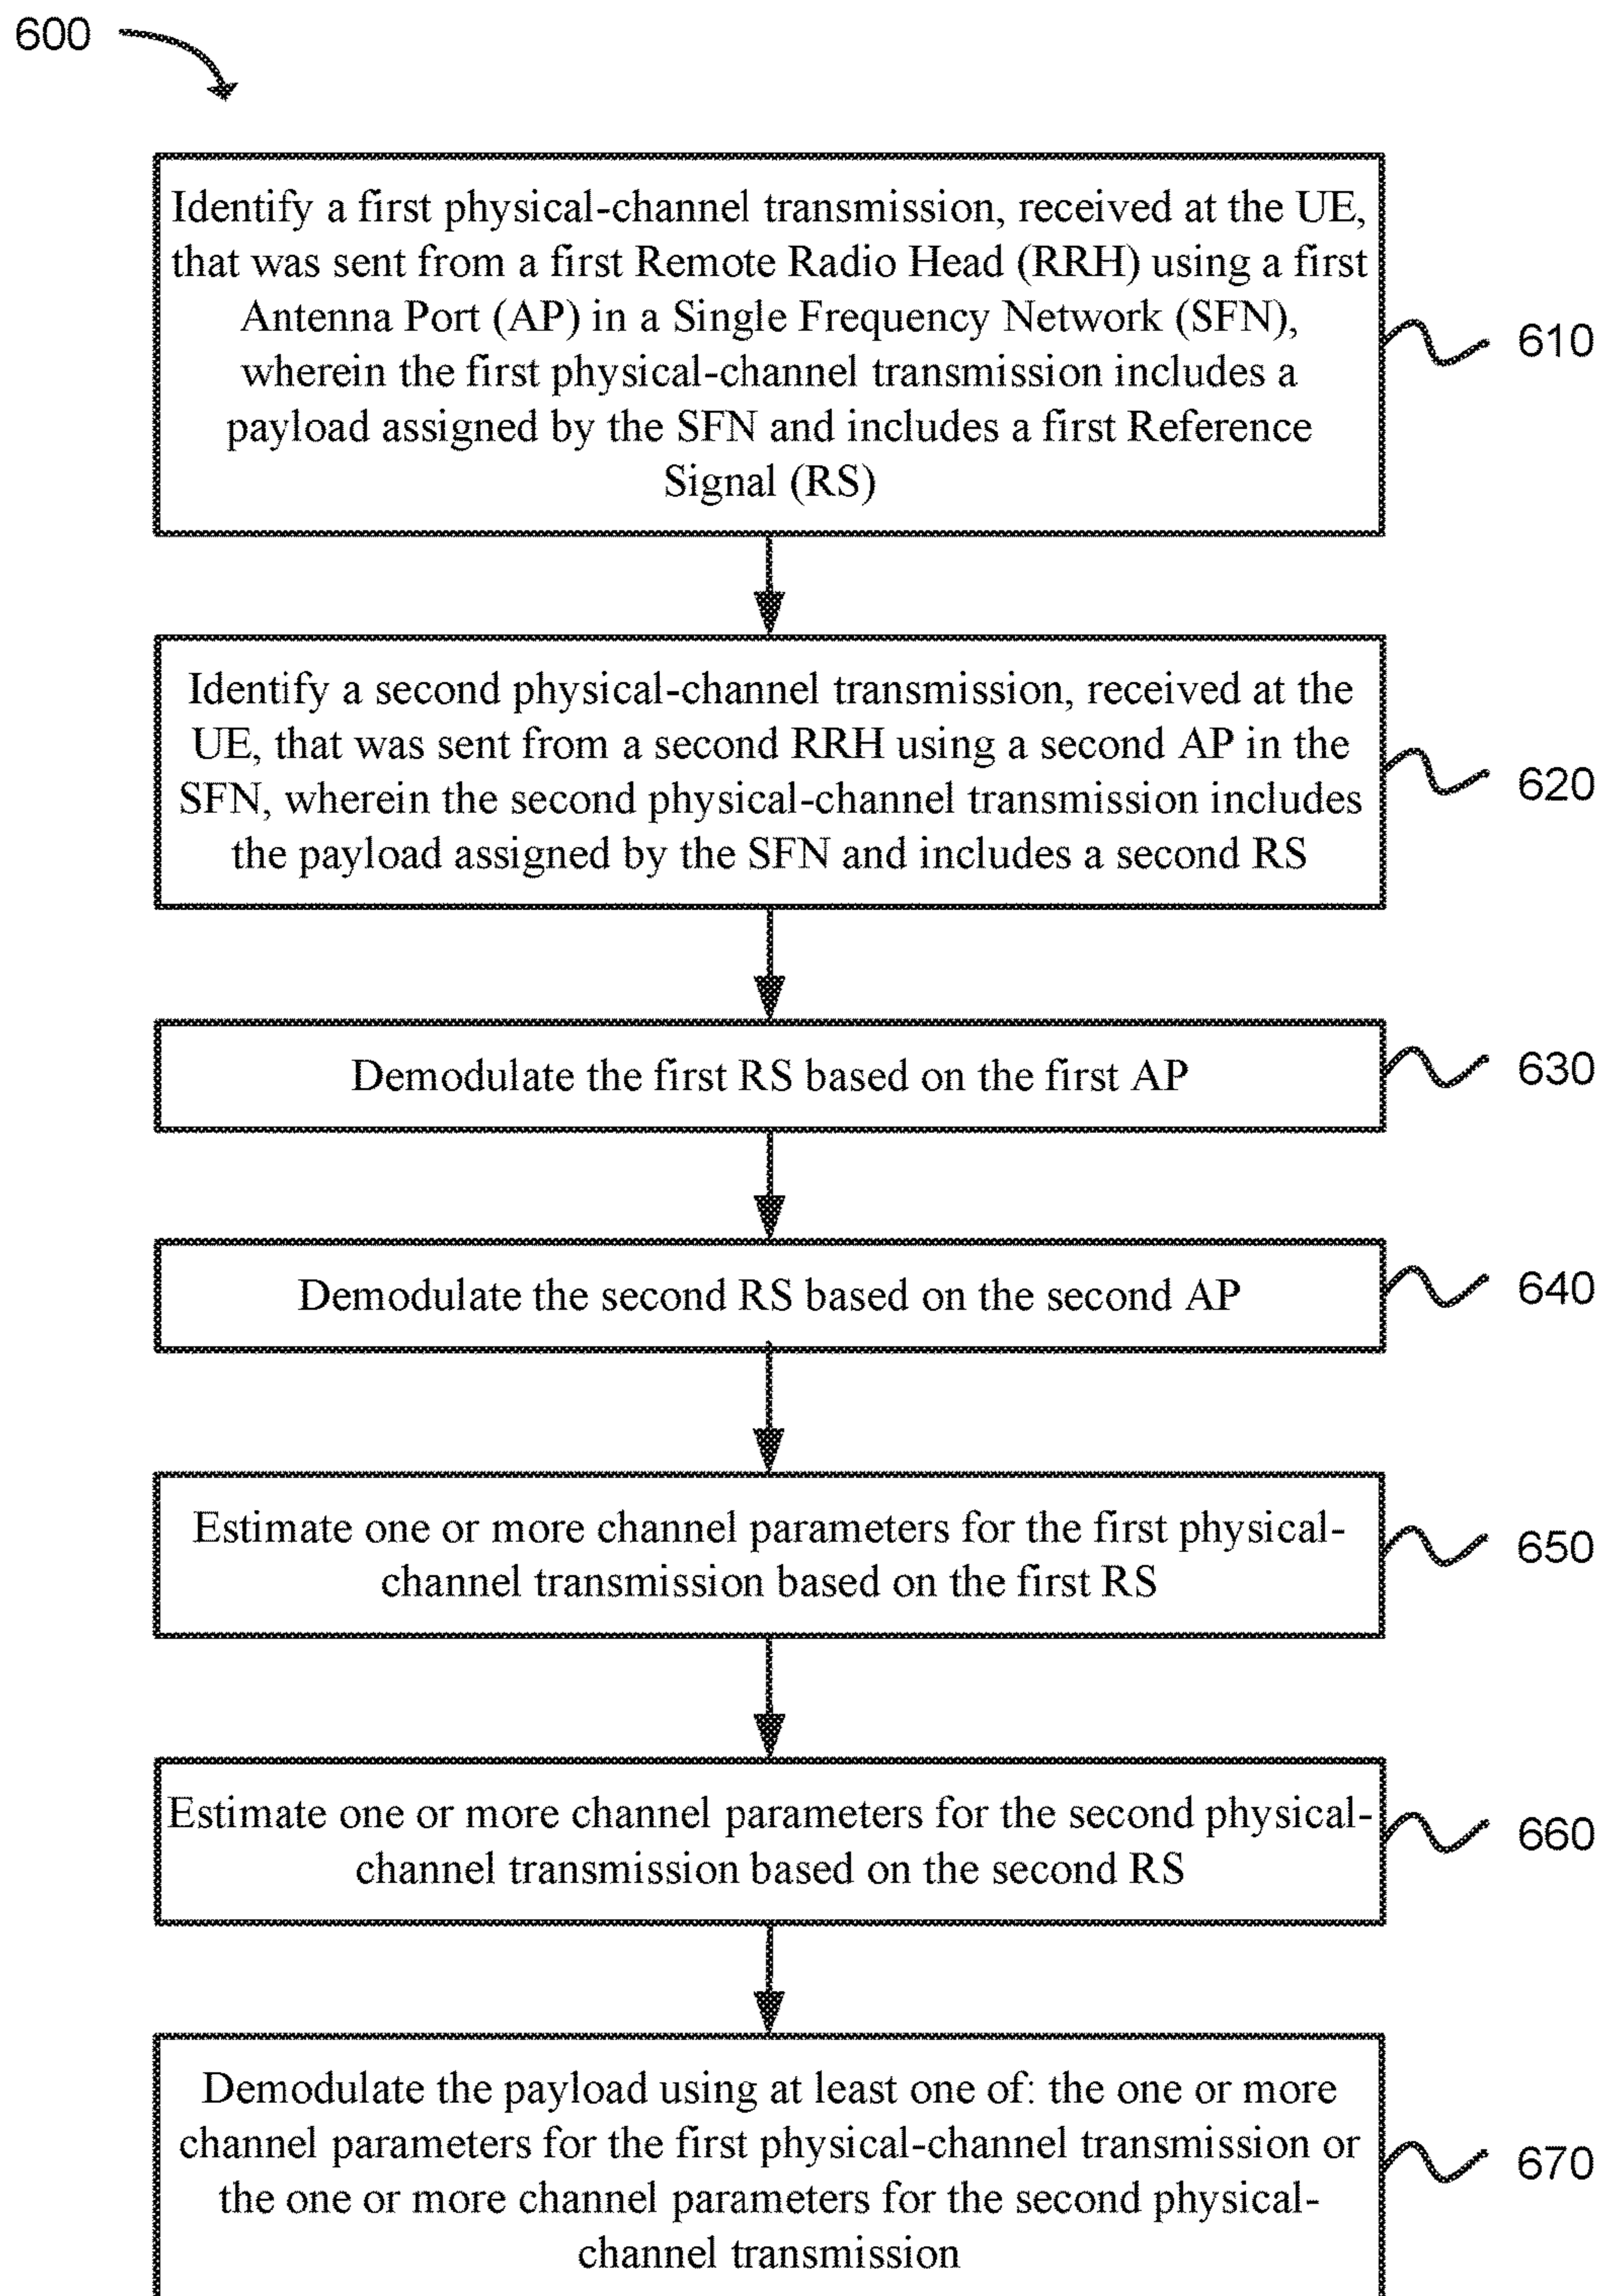 600
Identify a first physical-channel transmission, received at the UE,
that was sent from a first Remote Radio Head (RRH) using a first
Antenna Port (AP) in a Single Frequency Network (SFN),
wherein the first physical-channel transmission includes a
payload assigned by the SFN and includes a first Reference
Signal (RS)
610
Identify a second physical-channel transmission, received at the
UE, that was sent from a second RRH using a second AP in the
SFN, wherein the second physical-channel transmission includes
the payload assigned by the SFN and includes a second RS
620
Demodulate the first RS based on the first AP
630
Demodulate the second RS based on the second AP
640
Estimate one or more channel parameters for the first physical-
channel transmission based on the first RS
650
Estimate one or more channel parameters for the second physical-
channel transmission based on the second RS
660
Demodulate the payload using at least one of: the one or more
channel parameters for the first physical-channel transmission or
the one or more channel parameters for the second physical-
channel transmission
670